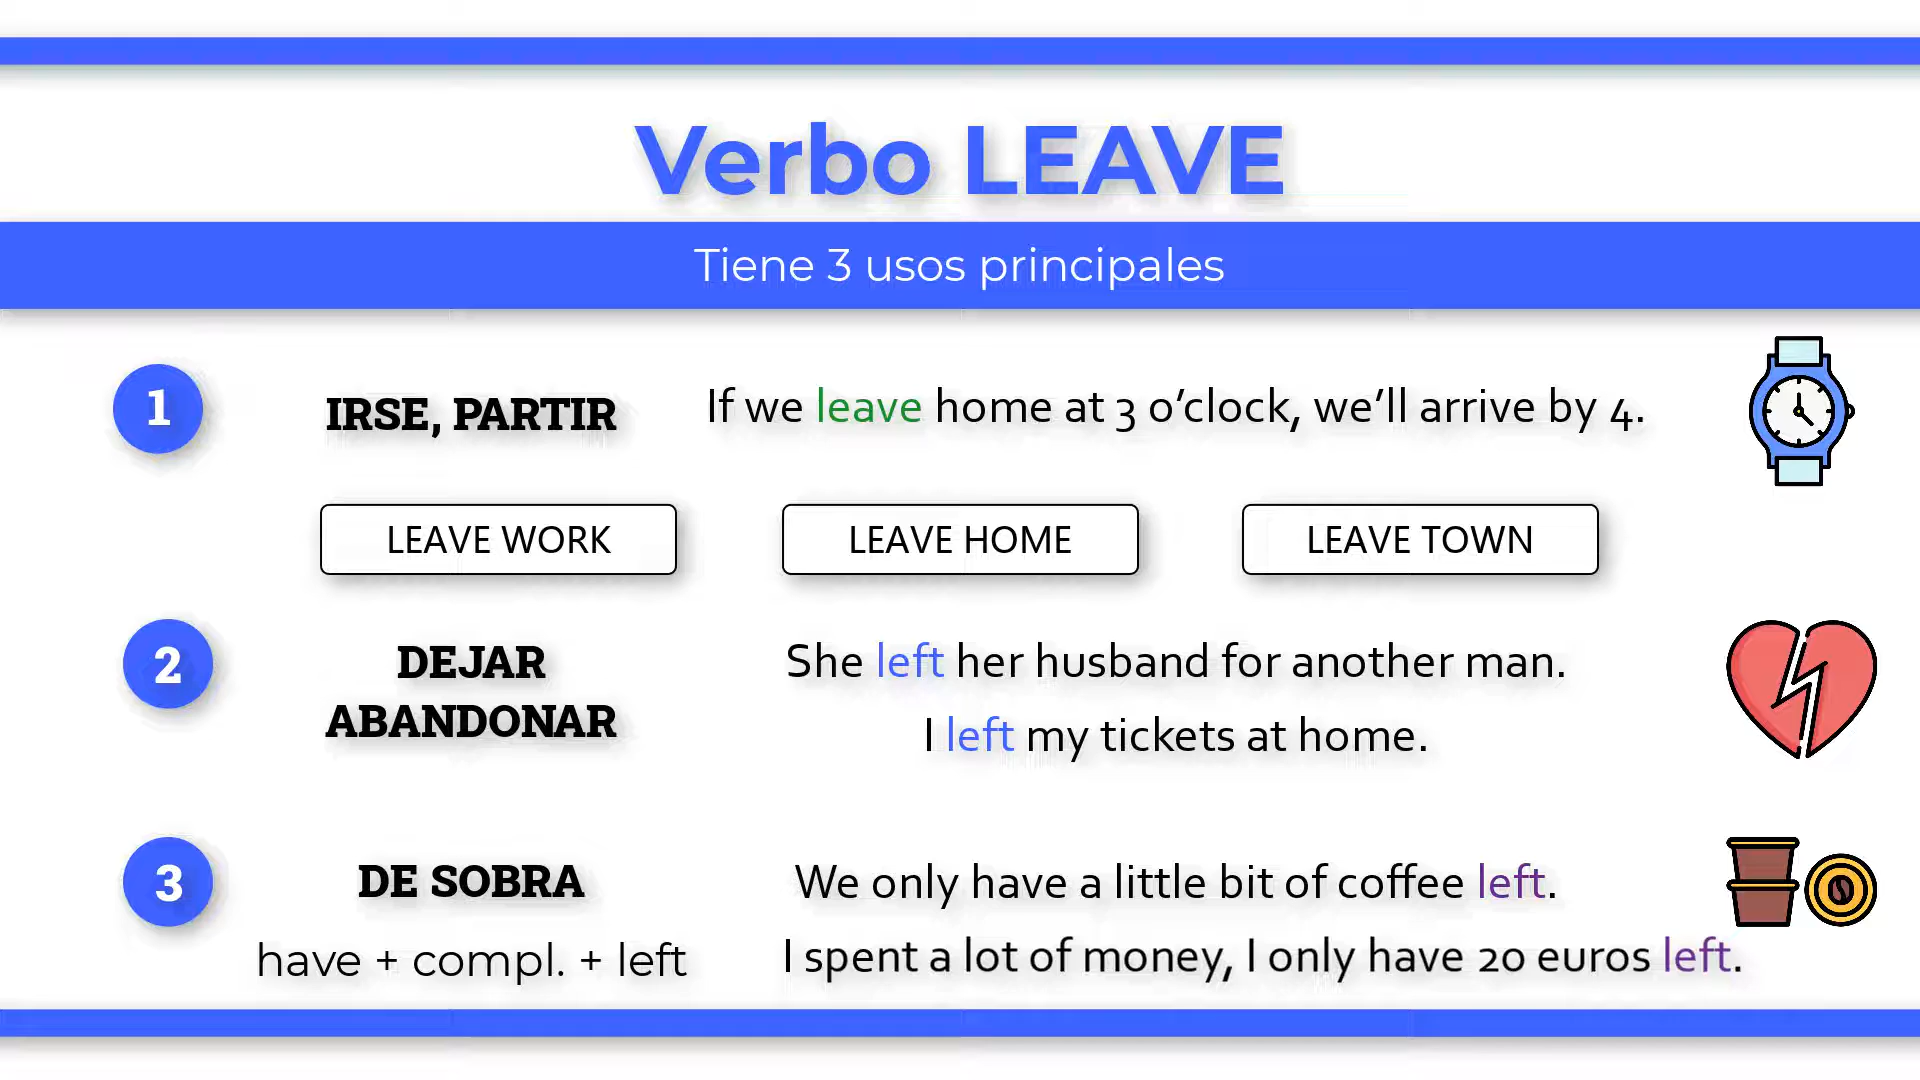 Verbo LEAVE
Tiene 3 usos principales
1
IRSE, PARTIR
If we leave home at 3 o’clock, we’ll arrive by 4.
LEAVE WORK
LEAVE HOME
LEAVE TOWN
2
DEJAR
ABANDONAR
She left her husband for another man.
I left my tickets at home.
3
DE SOBRA
have + compl. + left
We only have a little bit of coffee left.
I spent a lot of money, I only have 20 euros left.